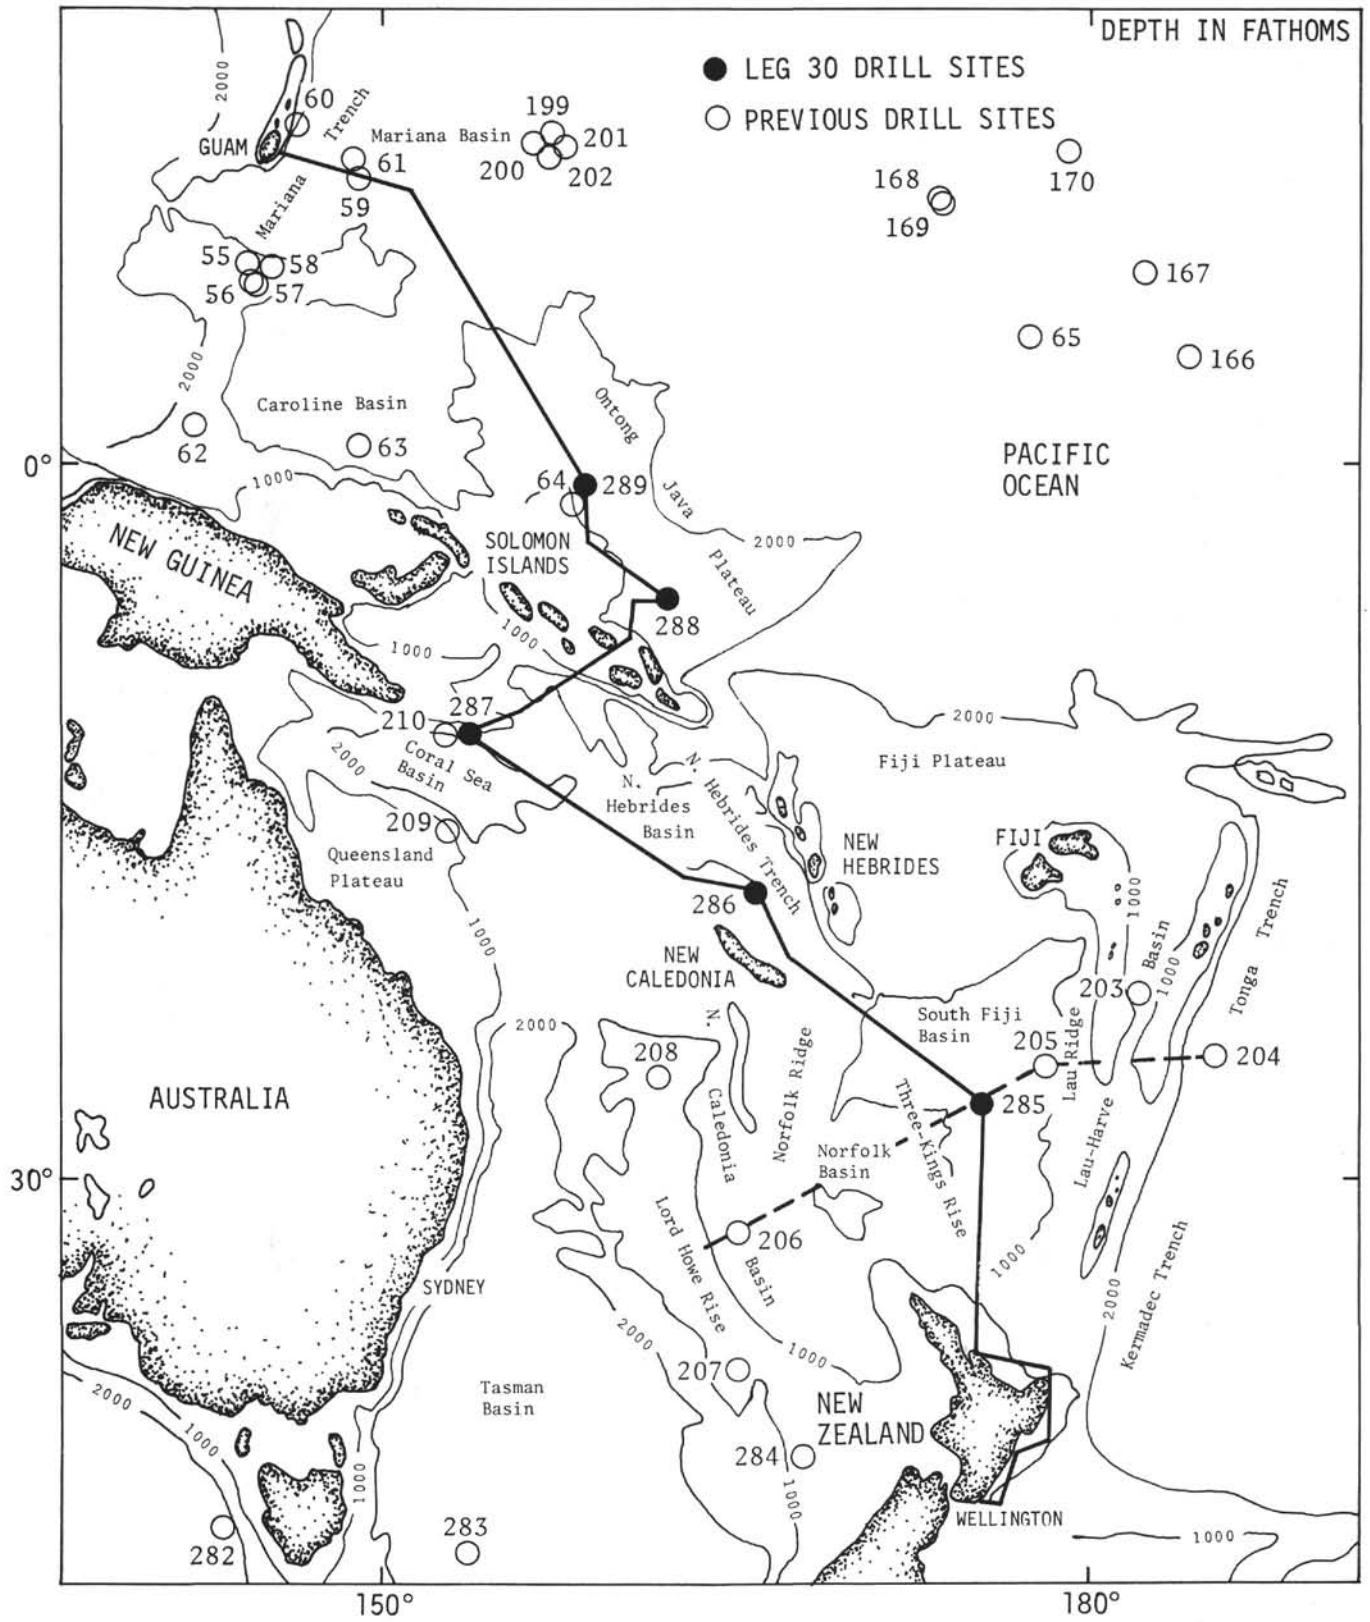 DEPTH IN FATHOMS
LEG 30 DRILL SITES
PREVIOUS DRILL SITES
2000
60
Trench
GUAM
Mariana Basin
199
201
200
202
61
59
Mariana
168
169
170
55
58
56
57
167
65
166
2000
Caroline Basin
62
63
Ontong
PACIFIC
OCEAN
0°
1000
64
289
Java
2000
NEW GUINEA
SOLOMON
ISLANDS
Plateau
288
1000
1000
287
210
2000
Coral Sea
Basin
2000
Fiji Plateau
N.
Hebrides
Basin
N. Hebrides Trench
209
Queensland
Plateau
NEW
HEBRIDES
FIJI
1000
286
1000
NEW
CALEDONIA
Basin
1000
Tonga Trench
203
South Fiji
Basin
2000
N.
208
205
Lau Ridge
204
AUSTRALIA
Caledonia
Norfolk Ridge
Three-Kings Rise
285
Lau-Harve
Norfolk
Basin
30°
Lord Howe Rise
206
Basin
1000
SYDNEY
2000
Kermadec Trench
2000
1000
207
Tasman
Basin
NEW
ZEALAND
2000
1000
284
1000
1000
WELLINGTON
282
283
1000
150°
180°